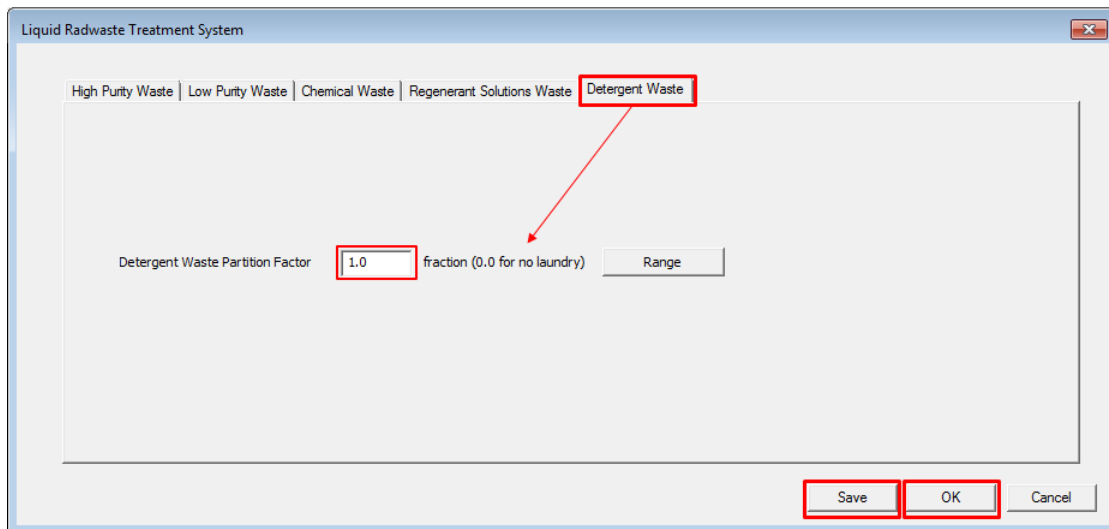 Liquid Radwaste Treatment System
High Purity Waste Low Purity Waste Chemical Waste Regenerant Solutions Waste Detergent Waste
Detergent Waste Partition Factor 1.0 fraction (0.0 for no laundry) Range
Save OK Cancel